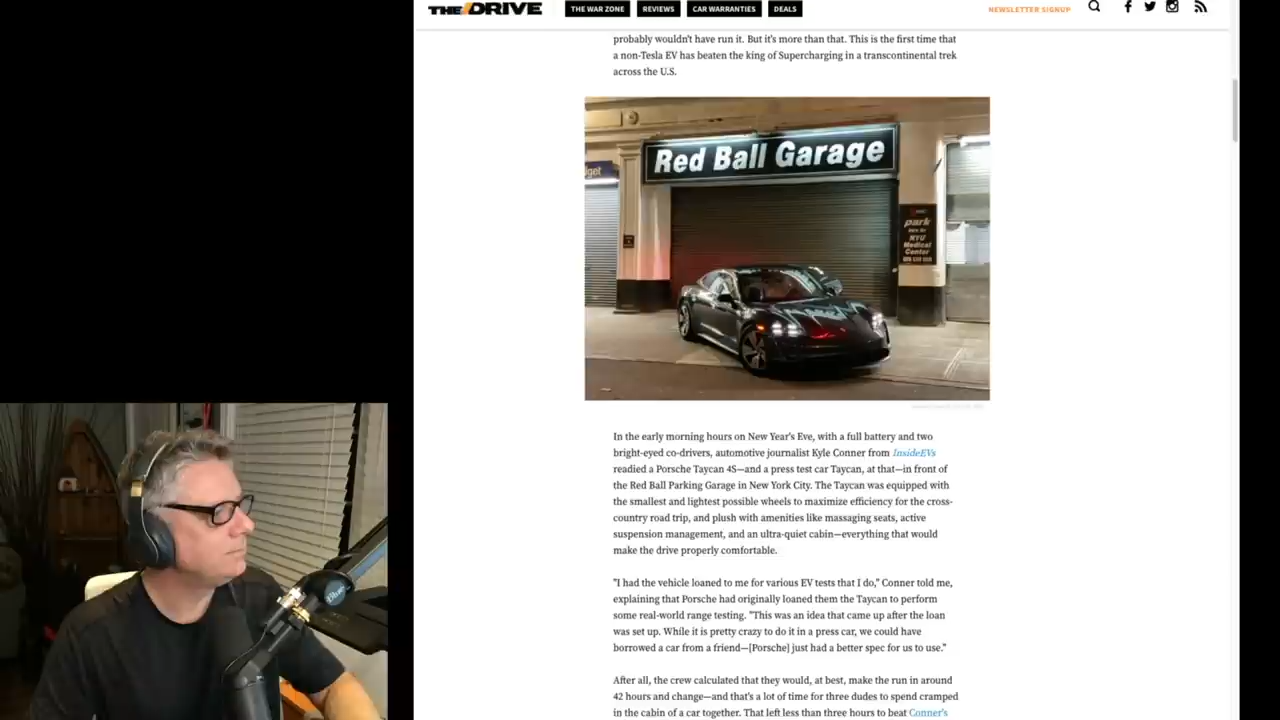 THE DRIVE
THE WAR ZONE
REVIEWS
CAR WARRANTIES
DEALS
NEWSLETTER SIGNUP
probably wouldn't have run it. But it's more than that. This is the first time that
a non-Tesla EV has beaten the king of Supercharging in a transcontinental trek
across the U.S.
Red Ball Garage
park
NYU
Medical
Center
In the early morning hours on New Year's Eve, with a full battery and two
bright-eyed co-drivers, automotive journalist Kyle Conner from InsideEVs
readied a Porsche Taycan 4S—and a press test car Taycan, at that—in front of
the Red Ball Parking Garage in New York City. The Taycan was equipped with
the smallest and lightest possible wheels to maximize efficiency for the cross-
country road trip, and plush with amenities like massaging seats, active
suspension management, and an ultra-quiet cabin—everything that would
make the drive properly comfortable.
"I had the vehicle loaned to me for various EV tests that I do," Conner told me,
explaining that Porsche had originally loaned them the Taycan to perform
some real-world range testing. "This was an idea that came up after the loan
was set up. While it is pretty crazy to do it in a press car, we could have
borrowed a car from a friend—[Porsche] just had a better spec for us to use."
After all, the crew calculated that they would, at best, make the run in around
42 hours and change—and that's a lot of time for three dudes to spend cramped
in the cabin of a car together. That left less than three hours to beat Conner's